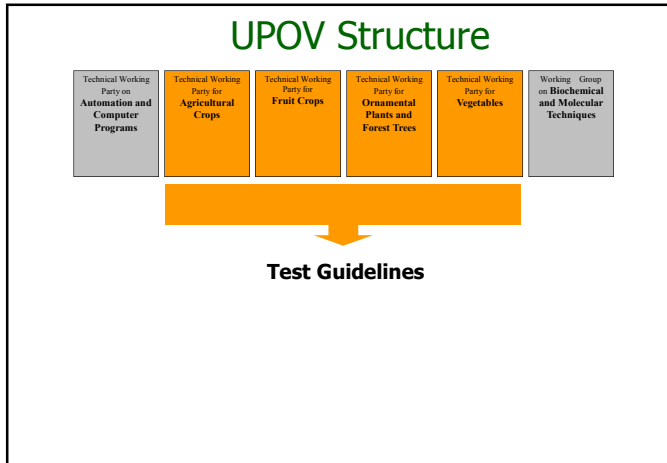 UPOV Structure
Technical Working
Party on
Automation and
Computer
Programs
Technical Working
Party for
Agricultural
Crops
Technical Working
Party for
Fruit Crops
Technical Working
Party for
Ornamental
Plants and
Forest Trees
Technical Working
Party for
Vegetables
Working Group
on Biochemical
and Molecular
Techniques
Test Guidelines